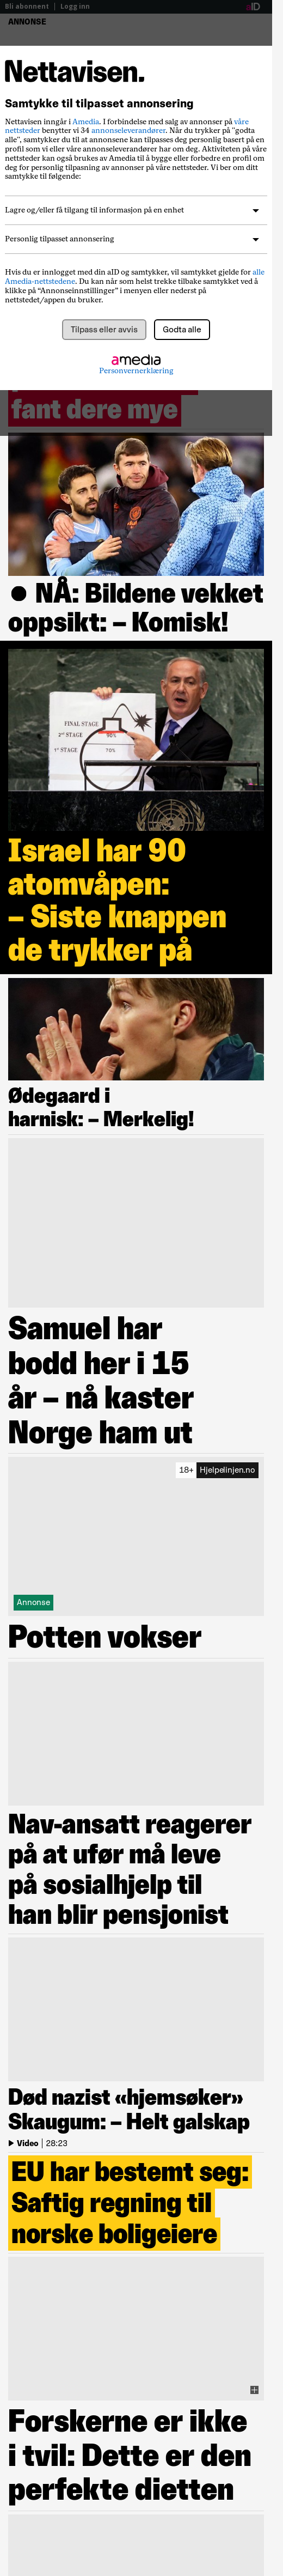 Bli abonnent | Logg inn
aID
ANNONSE
Nettavisen.
Samtykke til tilpasset annonsering
Nettavisen inngår i Amedia. I forbindelse med salg av annonser på våre
nettsteder benytter vi 34 annonseleverandører. Når du trykker på "godta
alle", samtykker du til at annonsene kan tilpasses deg personlig basert på en
profil som vi eller våre annonseleverandører har om deg. Aktiviteten på våre
nettsteder kan også brukes av Amedia til å bygge eller forbedre en profil om
deg for personlig tilpasning av annonser på våre nettsteder. Vi ber om ditt
samtykke til følgende:
Lagre og/eller få tilgang til informasjon på en enhet
Personlig tilpasset annonsering
Hvis du er innlogget med din aID og samtykker, vil samtykket gjelde for alle
Amedia-nettstedene. Du kan når som helst trekke tilbake samtykket ved å
klikke på “Annonseinnstillinger” i menyen eller nederst på
nettstedet/appen du bruker.
Tilpass eller avvis
Godta alle
amedia
Personvernerklæring
fant dere mye
● NÅ: Bildene vekket
oppsikt: – Komisk!
FINAL STAGE
2nd STAGE
1st STAGE
90%
70%
Israel har 90
atomvåpen:
– Siste knappen
de trykker på
Ødegaard i
harnisk: – Merkelig!
Samuel har
bodd her i 15
år – nå kaster
Norge ham ut
18+ Hjelpelinjen.no
Annonse
Potten vokser
Nav-ansatt reagerer
på at ufør må leve
på sosialhjelp til
han blir pensjonist
Død nazist «hjemsøker»
Skaugum: – Helt galskap
Video | 28:23
EU har bestemt seg:
Saftig regning til
norske boligeiere
Forskerne er ikke
i tvil: Dette er den
perfekte dietten